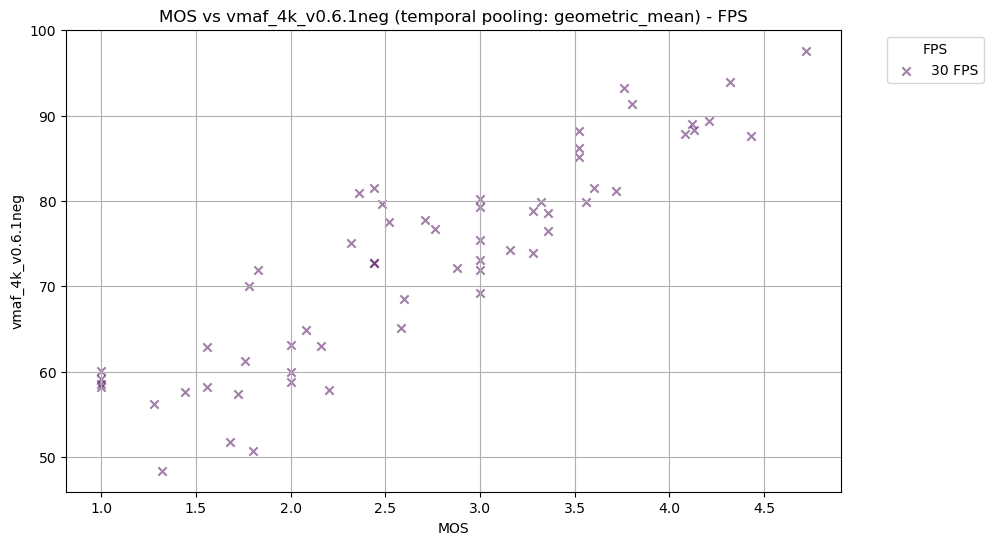 MOS vs vmaf_4k_v0.6.1neg (temporal pooling: geometric_mean) - FPS
100
90
80
70
60
50
vmaf_4k_v0.6.1neg
1.0 1.5 2.0 2.5 3.0 3.5 4.0 4.5
MOS
FPS
30 FPS